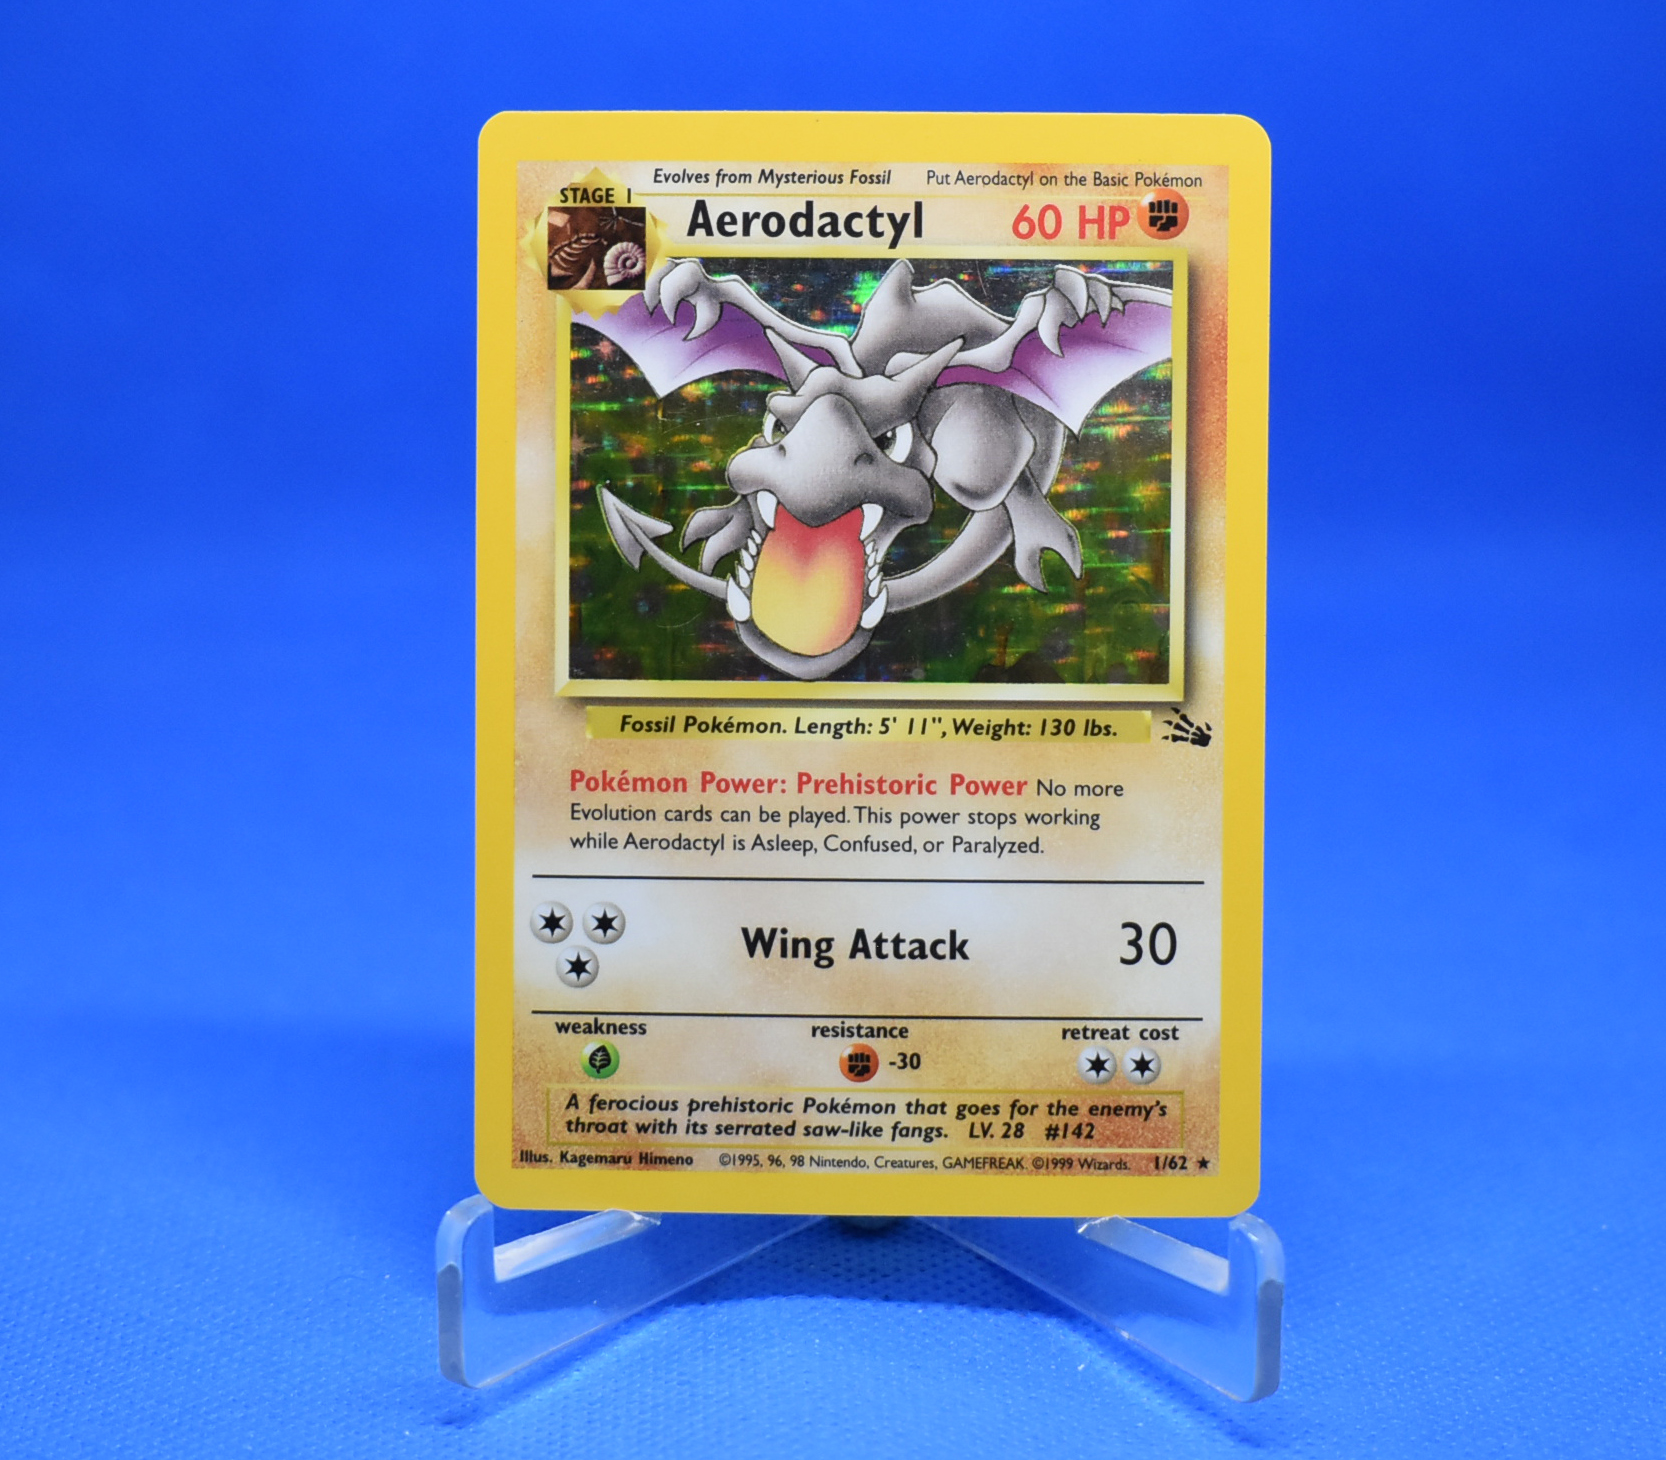 Evolves from Mysterious Fossil Put Aerodactyl on the Basic Pokémon
STAGE 1
Aerodactyl 60 HP
Fossil Pokémon. Length: 5' 11", Weight: 130 lbs.
Pokémon Power: Prehistoric Power No more
Evolution cards can be played. This power stops working
while Aerodactyl is Asleep, Confused, or Paralyzed.
Wing Attack 30
weakness resistance retreat cost
-30
A ferocious prehistoric Pokémon that goes for the enemy's
throat with its serrated saw-like fangs. LV. 28 #142
Illus. Kagemaru Himeno ©1995, 96, 98 Nintendo, Creatures, GAMEFREAK. ©1999 Wizards. 1/62 ★